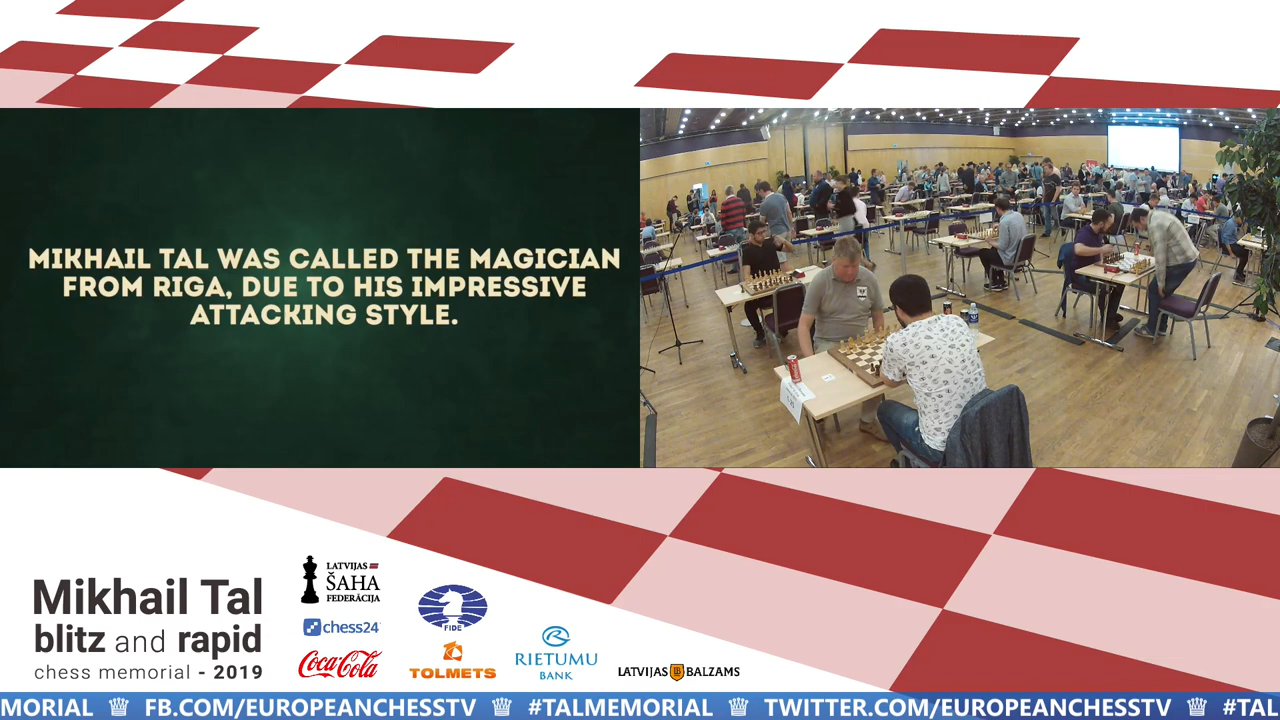 MIKHAIL TAL WAS CALLED THE MAGICIAN
FROM RIGA, DUE TO HIS IMPRESSIVE
ATTACKING STYLE.
Mikhail Tal
blitz and rapid
chess memorial - 2019
LATVIJAS
ŠAHA
FEDERĀCIJA
chess24
Coca-Cola
FIDE
TOLMETS
RIETUMU
BANK
LATVIJAS BALZAMS
MORIAL FB.COM/EUROPEANCHESSTV #TALMEMORIAL TWITTER.COM/EUROPEANCHESSTV #TAL